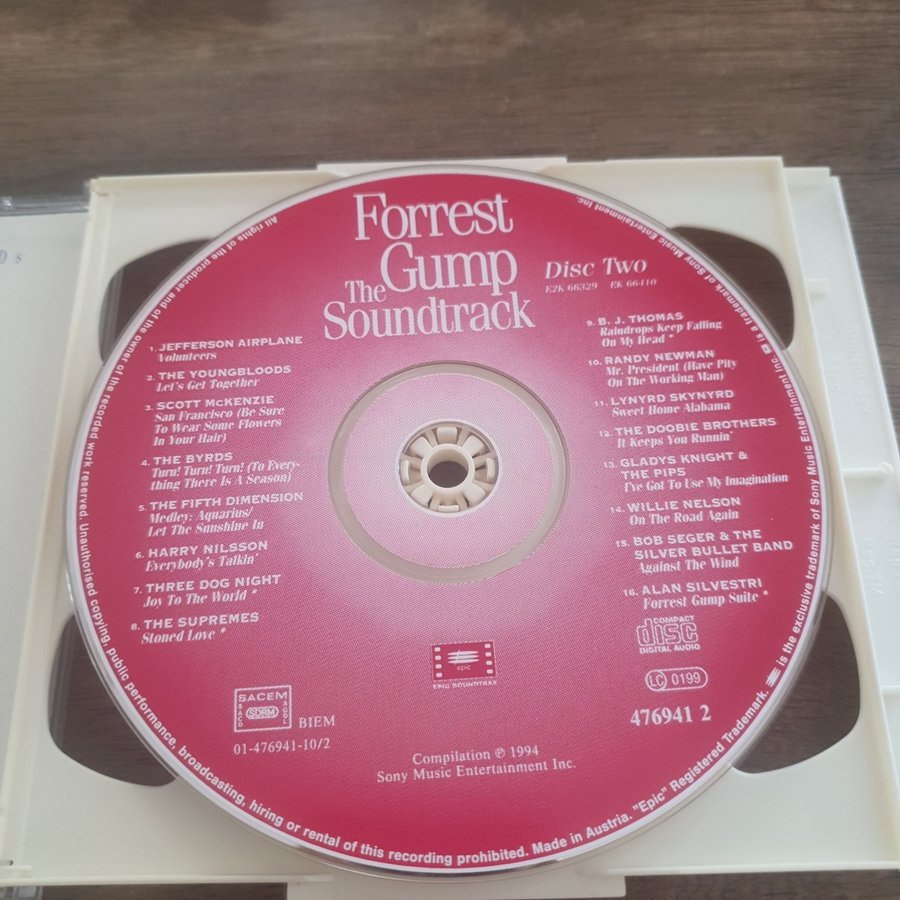 Forrest
Gump
The
Soundtrack
Disc Two
E2K 66329 EK 66410
1. JEFFERSON AIRPLANE
Volunteers
2. THE YOUNGBLOODS
Let's Get Together
3. SCOTT McKENZIE
San Francisco (Be Sure
To Wear Some Flowers
In Your Hair)
4. THE BYRDS
Turn! Turn! Turn! (To Every-
thing There Is A Season)
5. THE FIFTH DIMENSION
Medley: Aquarius/
Let The Sunshine In
6. HARRY NILSSON
Everybody's Talkin'
7. THREE DOG NIGHT
Joy To The World *
8. THE SUPREMES
Stoned Love *
9. B. J. THOMAS
Raindrops Keep Falling
On My Head *
10. RANDY NEWMAN
Mr. President (Have Pity
On The Working Man)
11. LYNYRD SKYNYRD
Sweet Home Alabama
12. THE DOOBIE BROTHERS
It Keeps You Runnin'
13. GLADYS KNIGHT &
THE PIPS
I've Got To Use My Imagination
14. WILLIE NELSON
On The Road Again
15. BOB SEGER & THE
SILVER BULLET BAND
Against The Wind
16. ALAN SILVESTRI
Forrest Gump Suite *
COMPACT
disc
DIGITAL AUDIO
epic
EPIC SOUNDTRAX
SACEM
SACD
SDRM
SGDL
BIEM
01-476941-10/2
LC 0199
476941 2
Compilation ℗ 1994
Sony Music Entertainment Inc.
All rights of the producer and of the owner of the recorded work reserved. Unauthorised copying, public performance, broadcasting, hiring or rental of this recording prohibited. Made in Austria. "Epic" Registered Trademark. is the exclusive trademark of Sony Music Entertainment Inc. is a trademark of Sony Music Entertainment Inc.